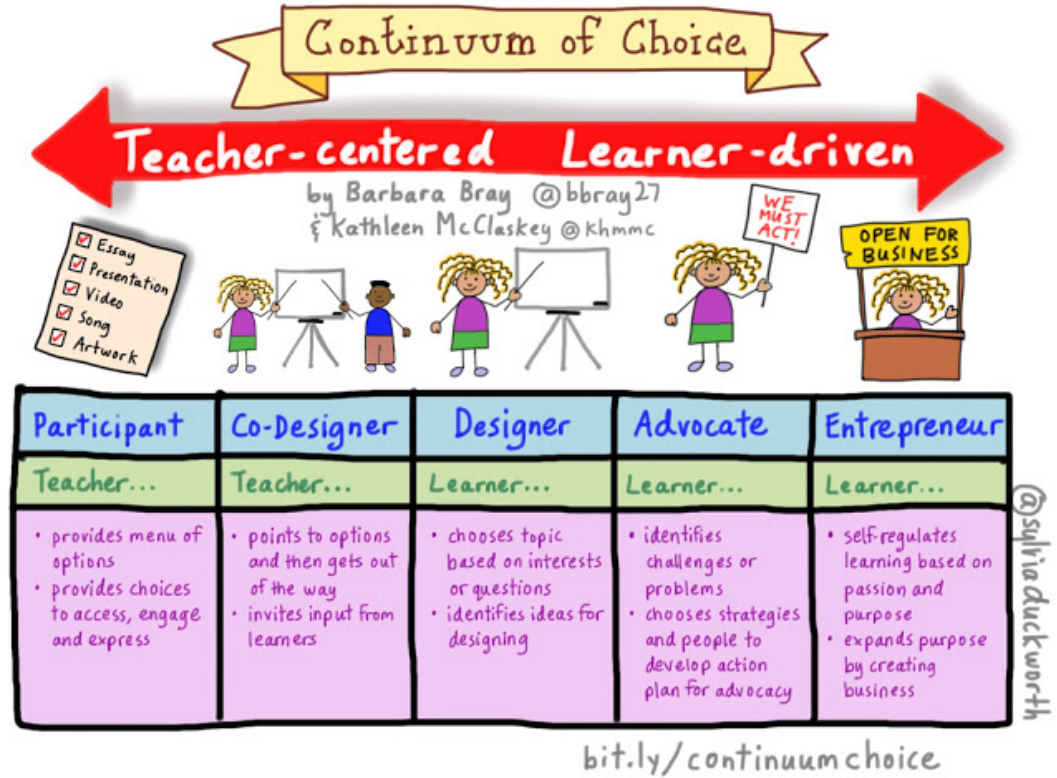 Continuum of Choice
Teacher-centered Learner-driven
by Barbara Bray @bbray27
& Kathleen McClaskey @khmmc
Essay
Presentation
Video
Song
Artwork
WE
MUST
ACT!
OPEN FOR
BUSINESS
Participant
Teacher...
• provides menu of
options
• provides choices
to access, engage
and express
Co-Designer
Teacher...
• points to options
and then gets out
of the way
• invites input from
learners
Designer
Learner...
• chooses topic
based on interests
or questions
• identifies ideas for
designing
Advocate
Learner...
• identifies
challenges or
problems
• chooses strategies
and people to
develop action
plan for advocacy
Entrepreneur
Learner...
• self-regulates
learning based on
passion and
purpose
• expands purpose
by creating
business
@sylviaduckworth
bit.ly/continuumchoice